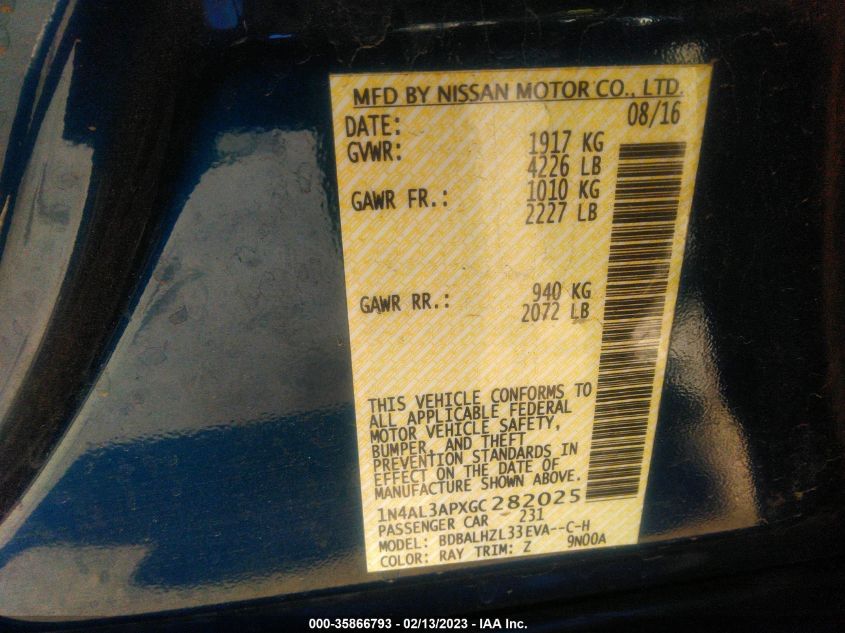 MFD BY NISSAN MOTOR CO., LTD.
DATE: 08/16
GVWR: 1917 KG
4226 LB
GAWR FR.: 1010 KG
2227 LB
GAWR RR.: 940 KG
2072 LB
THIS VEHICLE CONFORMS TO
ALL APPLICABLE FEDERAL
MOTOR VEHICLE SAFETY,
BUMPER, AND THEFT
PREVENTION STANDARDS IN
EFFECT ON THE DATE OF
MANUFACTURE SHOWN ABOVE.
1N4AL3APXGC282025
PASSENGER CAR 231
MODEL: BDBALHZL33EVA--C-H
COLOR: RAY TRIM: Z 9N00A
000-35866793 - 02/13/2023 - IAA Inc.